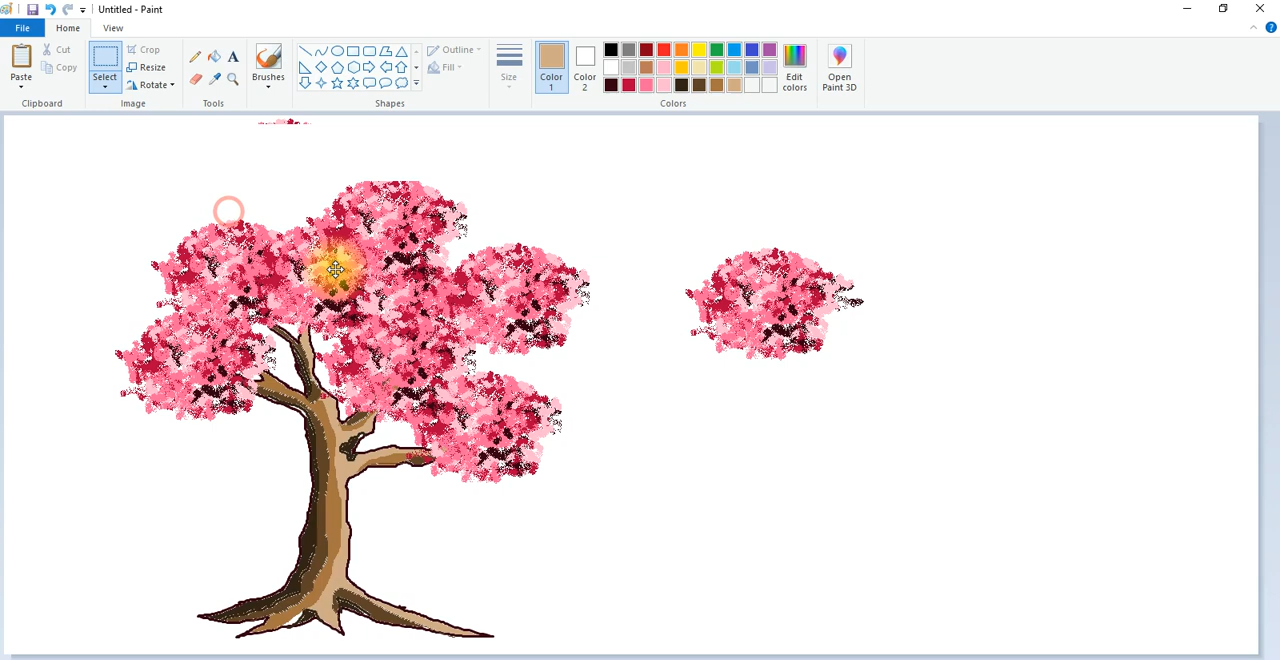 Untitled - Paint
File Home View
Paste Cut Copy Clipboard
Select Crop Resize Rotate Image
Tools
Brushes
Outline Fill Shapes
Size
Color 1 Color 2 Edit colors Colors
Open Paint 3D